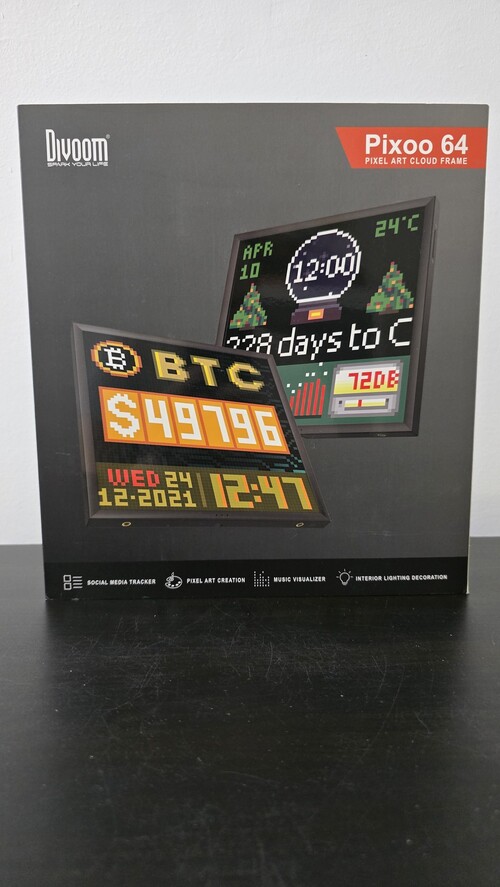 Divoom®
SPARK YOUR LIFE
Pixoo 64
PIXEL ART CLOUD FRAME
APR
10
24°C
12:00
228 days to C
72DB
B
BTC
$49796
WED 24
12-2021
12:47
SOCIAL MEDIA TRACKER
PIXEL ART CREATION
MUSIC VISUALIZER
INTERIOR LIGHTING DECORATION